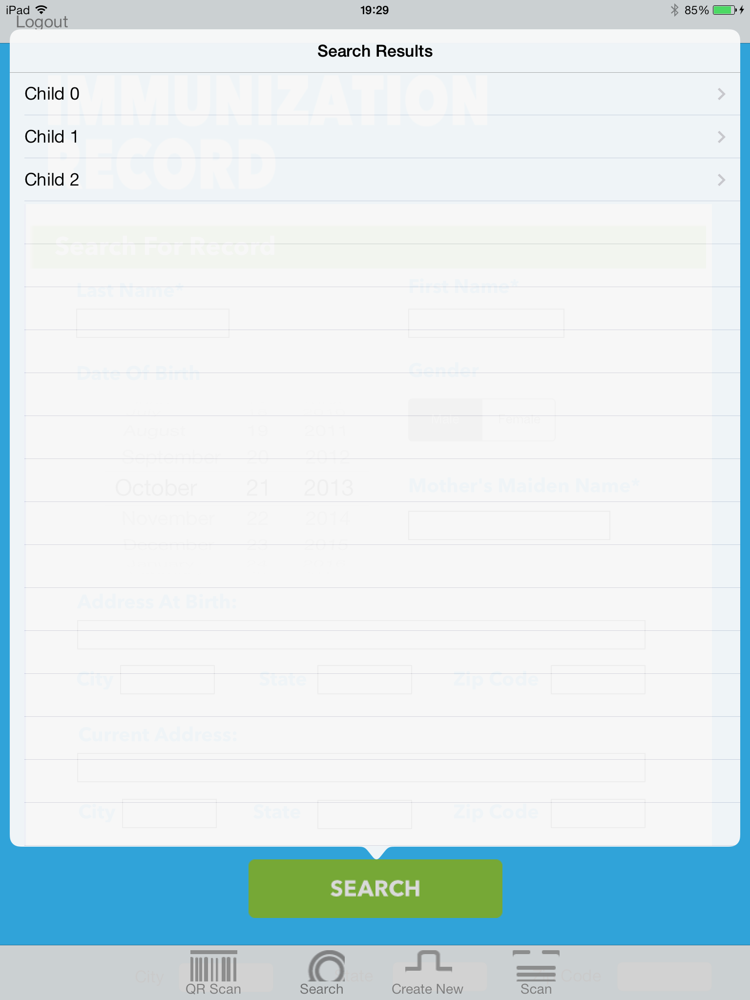 iPad 19:29 85%
Logout
Search Results
IMMUNIZATION
Child 0
Child 1
RECORD
Child 2
Search For Record
Last Name* First Name*
Date Of Birth Gender
Male Female
August 19 2011
September 20 2012
October 21 2013
Mother's Maiden Name*
November 22 2014
December 23 2015
Address At Birth:
City State Zip Code
Current Address:
City State Zip Code
SEARCH
City State Code
QR Scan Search Create New Scan